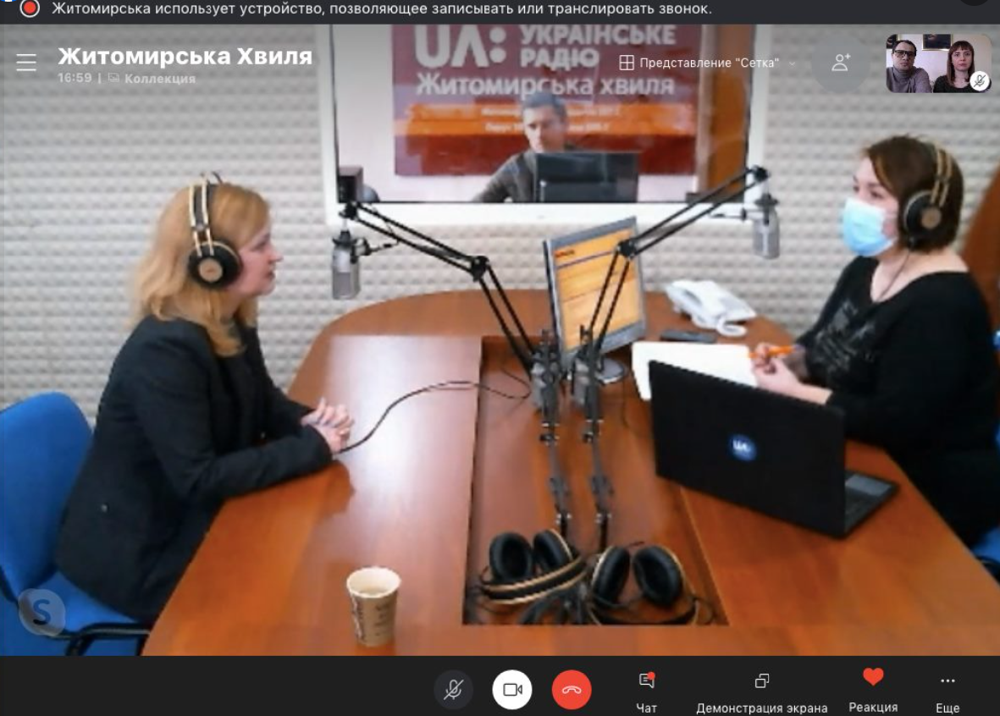 Житомирська использует устройство, позволяющее записывать или транслировать звонок.
Житомирська Хвиля
16:59 | Коллекция
Представление "Сетка"
UA: УКРАЇНСЬКЕ
РАДІО
Житомирська хвиля
UA:
S
Чат
Демонстрация экрана
Реакция
Еще